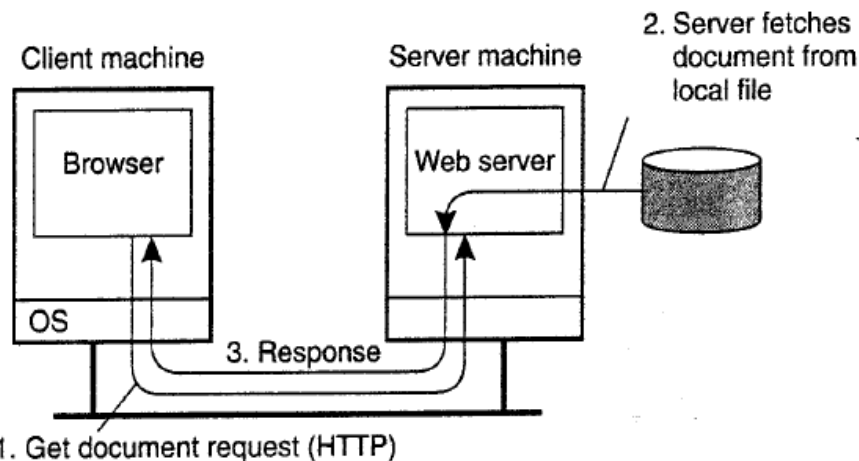 Client machine
Server machine
2. Server fetches
document from
local file
Browser
Web server
OS
3. Response
1. Get document request (HTTP)